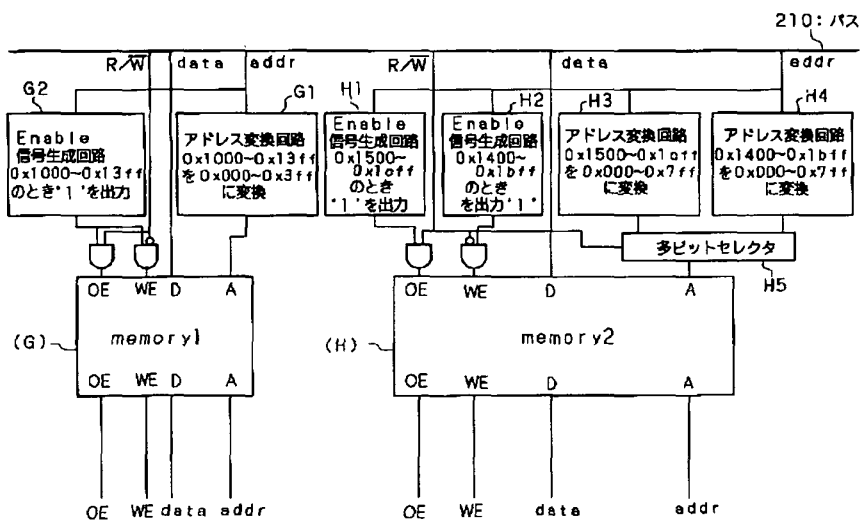 210: パス
R/W̅ data addr
R/W̅ data addr
G2
G1
H1
H2
H3
H4
Enable
信号生成回路
0x1000~0x13ff
のとき'1'を出力
アドレス変換回路
0x1000~0x13ff
を0x000~0x3ff
に変換
Enable
信号生成回路
0x1500~
0x1cff
のとき
'1'を出力
Enable
信号生成回路
0x1400~
0x1bff
のとき
を出力'1'
アドレス変換回路
0x1500~0x1cff
を0x000~0x7ff
に変換
アドレス変換回路
0x1400~0x1bff
を0x000~0x7ff
に変換
多ビットセレクタ
H5
OE WE D A
(G)
memory1
OE WE D A
OE WE D A
(H)
memory2
OE WE D A
OE WE data addr
OE WE data addr